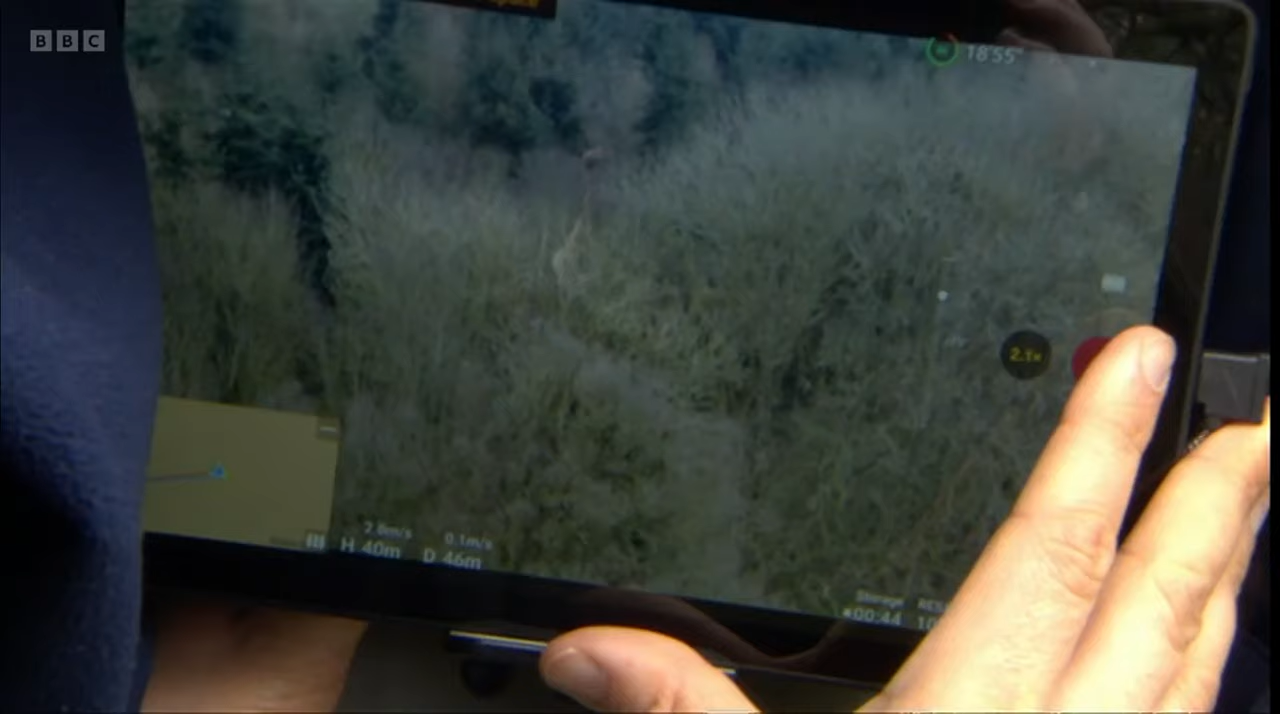 BBC
18'55"
2.1x
2.8m/s 0.1m/s
H 40m D 46m
Storage
00:44